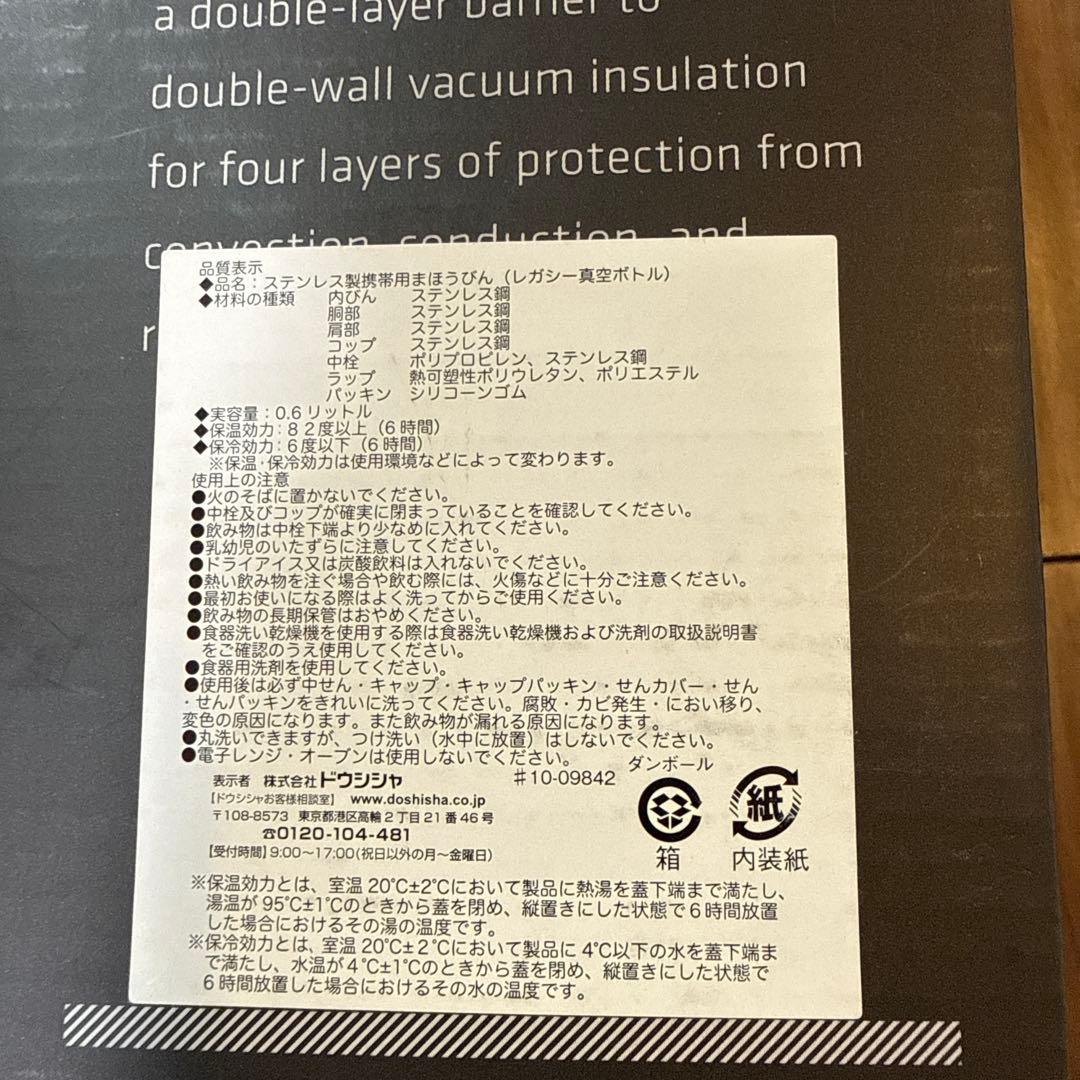 a double-layer barrier to
double-wall vacuum insulation
for four layers of protection from
convection, conduction, and
品質表示
◆品名：ステンレス製携帯用まほうびん（レガシー真空ボトル）
◆材料の種類 内びん ステンレス鋼
胴部 ステンレス鋼
肩部 ステンレス鋼
コップ ステンレス鋼
中栓 ポリプロピレン、ステンレス鋼
ラップ 熱可塑性ポリウレタン、ポリエステル
パッキン シリコーンゴム
◆実容量：0.6リットル
◆保温効力：82度以上（6時間）
◆保冷効力：6度以下（6時間）
※保温・保冷効力は使用環境などによって変わります。
使用上の注意
●火のそばに置かないでください。
●中栓及びコップが確実に閉まっていることを確認してください。
●飲み物は中栓下端より少なめに入れてください。
●乳幼児のいたずらに注意してください。
●ドライアイス又は炭酸飲料は入れないでください。
●熱い飲み物を注ぐ場合や飲む際には、火傷などに十分ご注意ください。
●最初お使いになる際はよく洗ってからご使用ください。
●飲み物の長期保管はおやめください。
●食器洗い乾燥機を使用する際は食器洗い乾燥機および洗剤の取扱説明書
をご確認のうえ使用してください。
●食器用洗剤を使用してください。
●使用後は必ず中せん・キャップ・キャップパッキン・せんカバー・せん
・せんパッキンをきれいに洗ってください。腐敗・カビ発生・におい移り、
変色の原因になります。また飲み物が漏れる原因になります。
●丸洗いできますが、つけ洗い（水中に放置）はしないでください。
●電子レンジ・オーブンは使用しないでください。
ダンボール
表示者 株式会社ドウシシャ ♯10-09842
【ドウシシャお客様相談室】 www.doshisha.co.jp
〒108-8573 東京都港区高輪2丁目21番46号
☎0120-104-481
【受付時間】9:00〜17:00（祝日以外の月〜金曜日）
紙
箱 内装紙
※保温効力とは、室温20℃±2℃において製品に熱湯を蓋下端まで満たし、
湯温が95℃±1℃のときから蓋を閉め、縦置きにした状態で6時間放置
した場合におけるその湯の温度です。
※保冷効力とは、室温20℃±2℃において製品に4℃以下の水を蓋下端ま
で満たし、水温が4℃±1℃のときから蓋を閉め、縦置きにした状態で
6時間放置した場合におけるその水の温度です。